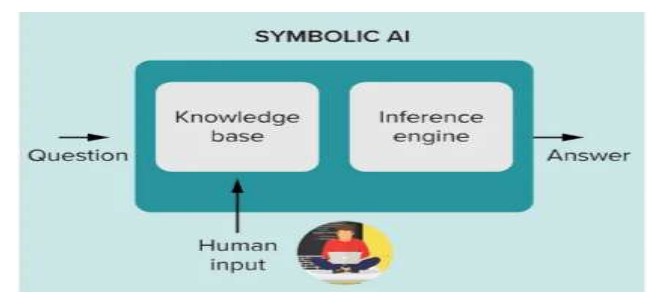 SYMBOLIC AI
Knowledge
base
Inference
engine
Question
Answer
Human
input